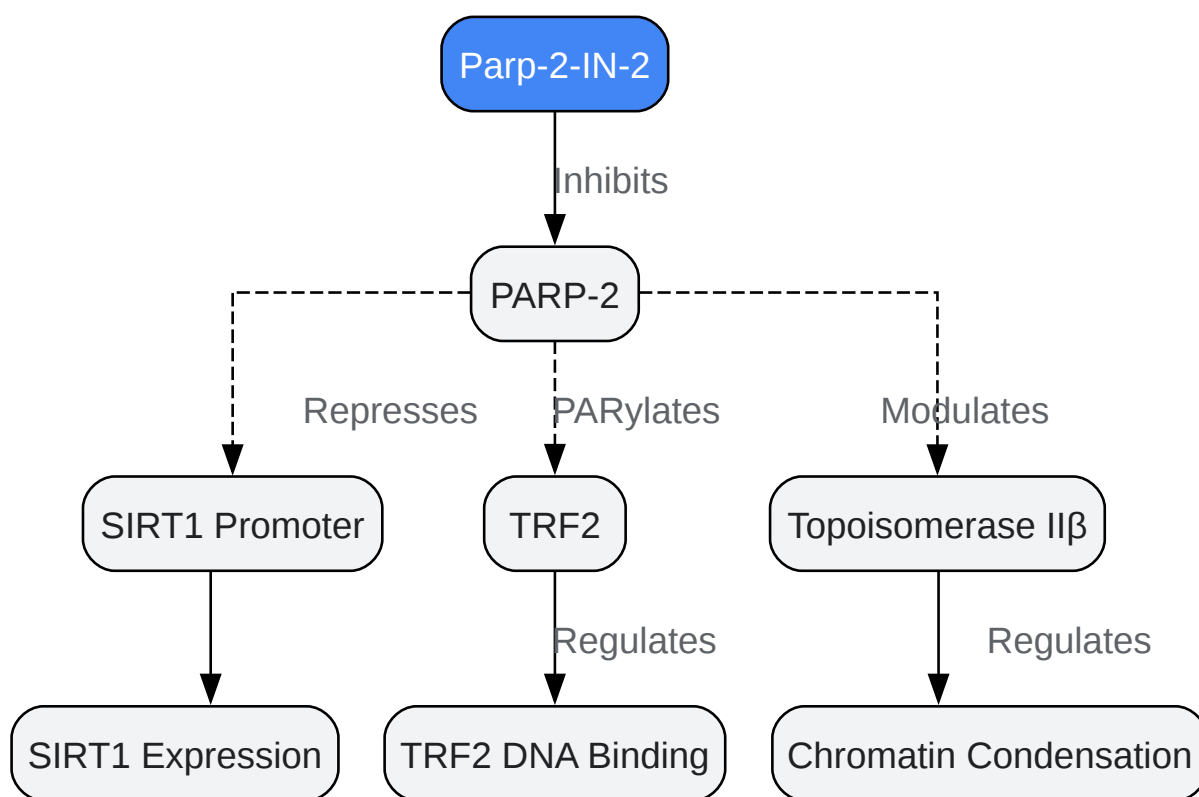 Parp-2-IN-2
Inhibits
PARP-2
Represses
PARylates
Modulates
SIRT1 Promoter
TRF2
Topoisomerase IIβ
Regulates
Regulates
SIRT1 Expression
TRF2 DNA Binding
Chromatin Condensation